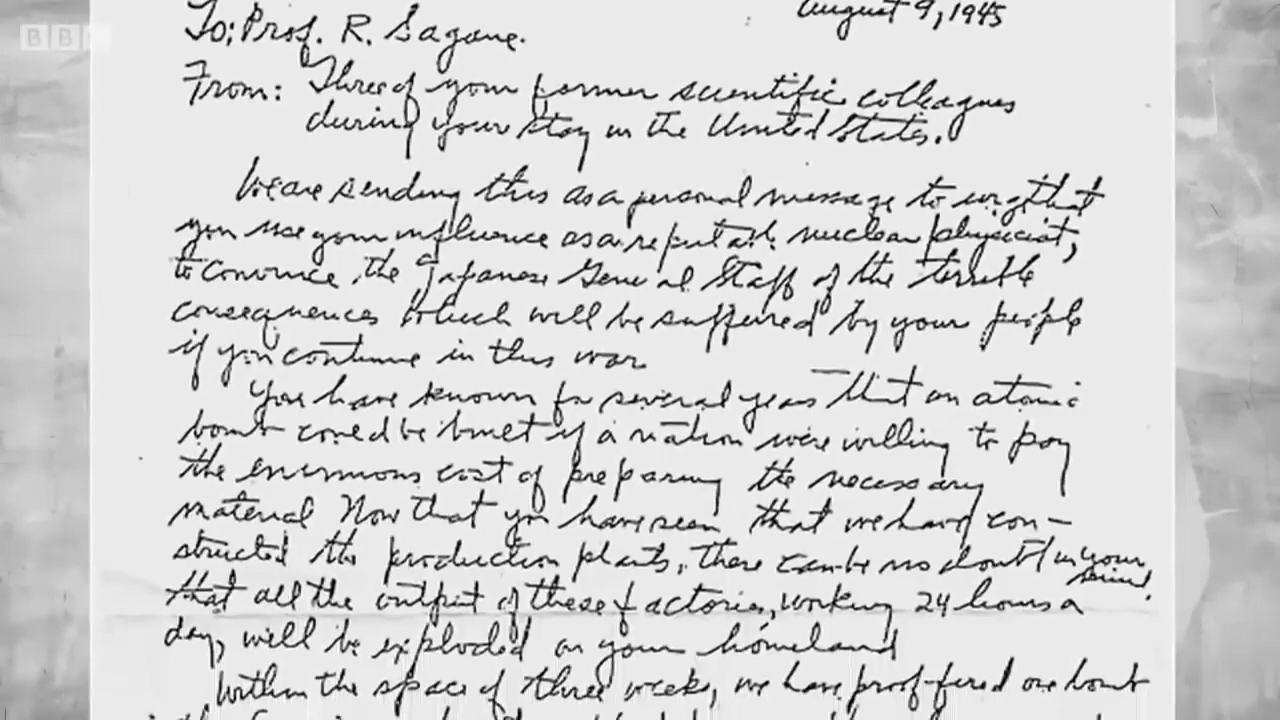 BBC
August 9, 1945
To: Prof. R. Sagane.
From: Three of your former scientific colleagues
during your stay in the United States.
We are sending this as a personal message to urge that
you use your influence as a reputable nuclear physicist,
to convince the Japanese General Staff of the terrible
consequences which will be suffered by your people
if you continue in this war.
You have known for several years that an atomic
bomb could be built if a nation were willing to pay
the enormous cost of preparing the necessary
material. Now that you have seen that we have con-
structed the production plants, there can be no doubt in your
mind
that all the output of these factories, working 24 hours a
day, will be exploded on your homeland
Within the space of three weeks, we have proof-fired one bomb